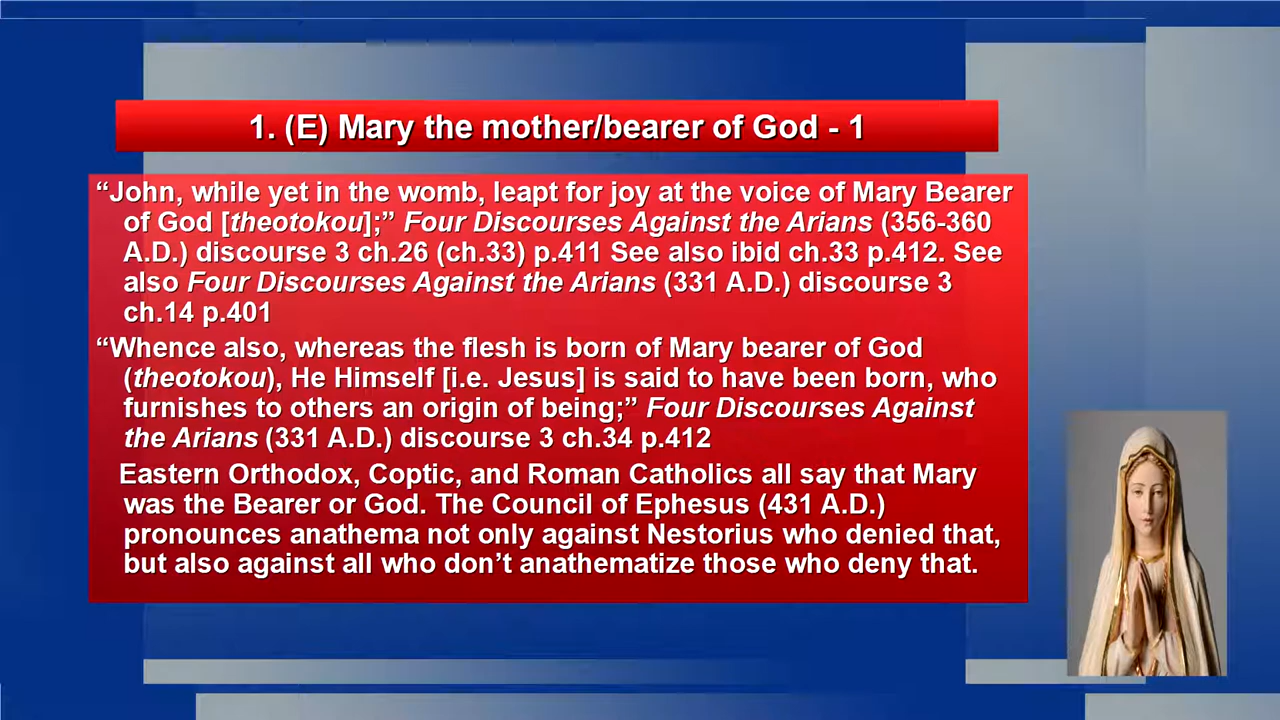 1. (E) Mary the mother/bearer of God - 1
“John, while yet in the womb, leapt for joy at the voice of Mary Bearer
of God [theotokou];” Four Discourses Against the Arians (356-360
A.D.) discourse 3 ch.26 (ch.33) p.411 See also ibid ch.33 p.412. See
also Four Discourses Against the Arians (331 A.D.) discourse 3
ch.14 p.401
“Whence also, whereas the flesh is born of Mary bearer of God
(theotokou), He Himself [i.e. Jesus] is said to have been born, who
furnishes to others an origin of being;” Four Discourses Against
the Arians (331 A.D.) discourse 3 ch.34 p.412
Eastern Orthodox, Coptic, and Roman Catholics all say that Mary
was the Bearer or God. The Council of Ephesus (431 A.D.)
pronounces anathema not only against Nestorius who denied that,
but also against all who don’t anathematize those who deny that.